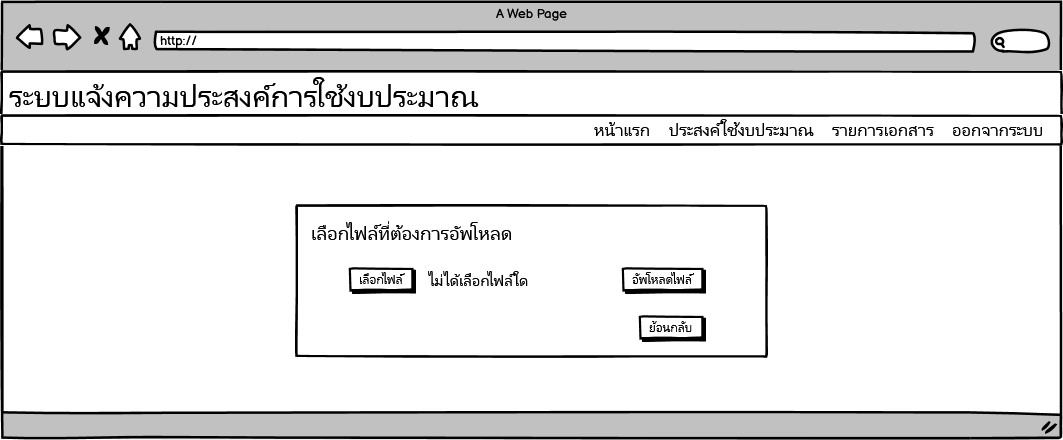 A Web Page
http://
ระบบแจ้งความประสงค์การใช้งบประมาณ
หน้าแรก ประสงค์ใช้งบประมาณ รายการเอกสาร ออกจากระบบ
เลือกไฟล์ที่ต้องการอัพโหลด
เลือกไฟล์ ไม่ได้เลือกไฟล์ใด อัพโหลดไฟล์
ย้อนกลับ